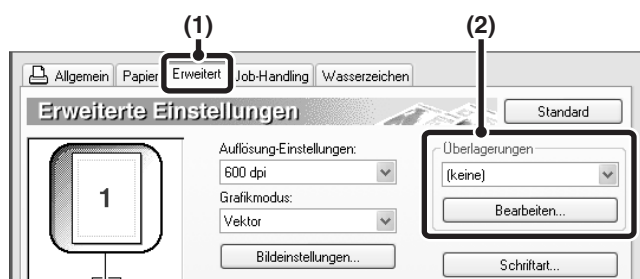 (1) (2)
Allgemein Papier Erweitert Job-Handling Wasserzeichen
Erweiterte Einstellungen Standard
Auflösung-Einstellungen: Überlagerungen
600 dpi (keine)
Grafikmodus:
1 Vektor Bearbeiten...
Bildeinstellungen... Schriftart...